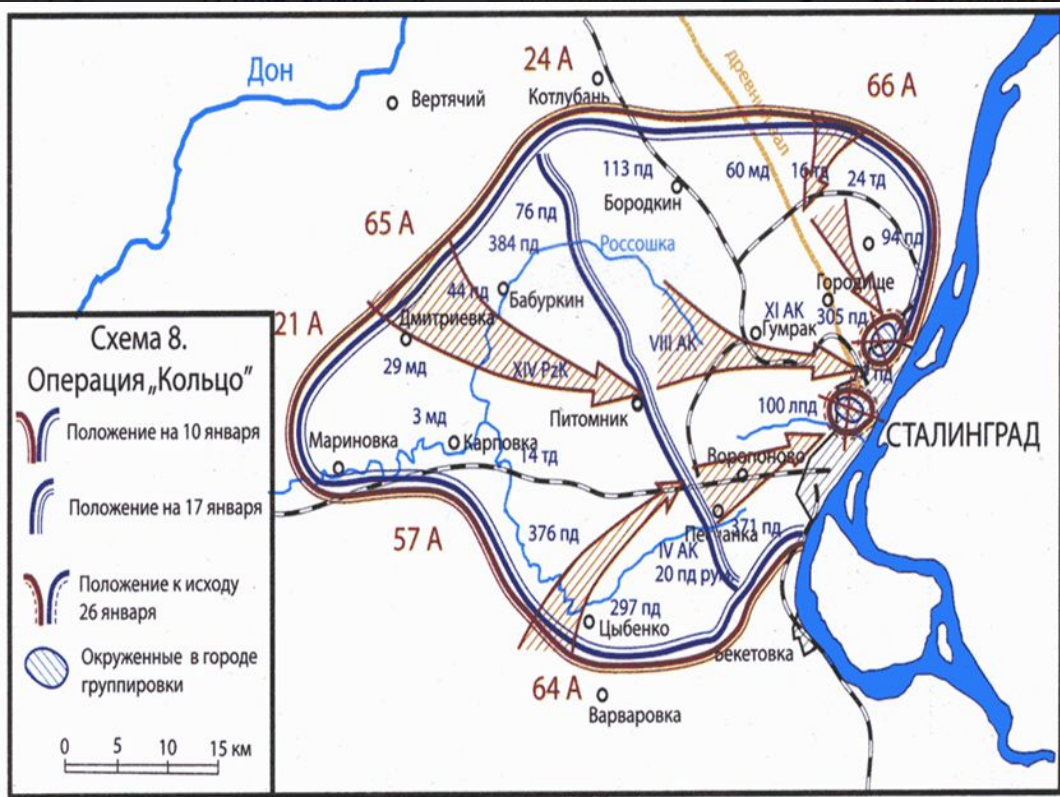 Дон
24 А
Котлубань
Вертячий
древний вал
66 А
113 пд
60 мд
16 тд
24 тд
Бородкин
76 пд
65 А
384 пд
Россошка
94 пд
44 пд
Бабуркин
Городище
21 А
Дмитриевка
XI АК
305 пд
Гумрак
29 мд
XIV PzK
VIII АК
пд
3 мд
Питомник
100 лпд
Мариновка
Карповка
СТАЛИНГРАД
14 тд
Воропоново
57 А
376 пд
Песчанка
371 пд
IV АК
20 пд рум.
297 пд
Цыбенко
Бекетовка
64 А
Варваровка
Схема 8.
Операция „Кольцо"
Положение на 10 января
Положение на 17 января
Положение к исходу
26 января
Окруженные в городе
группировки
0 5 10 15 км